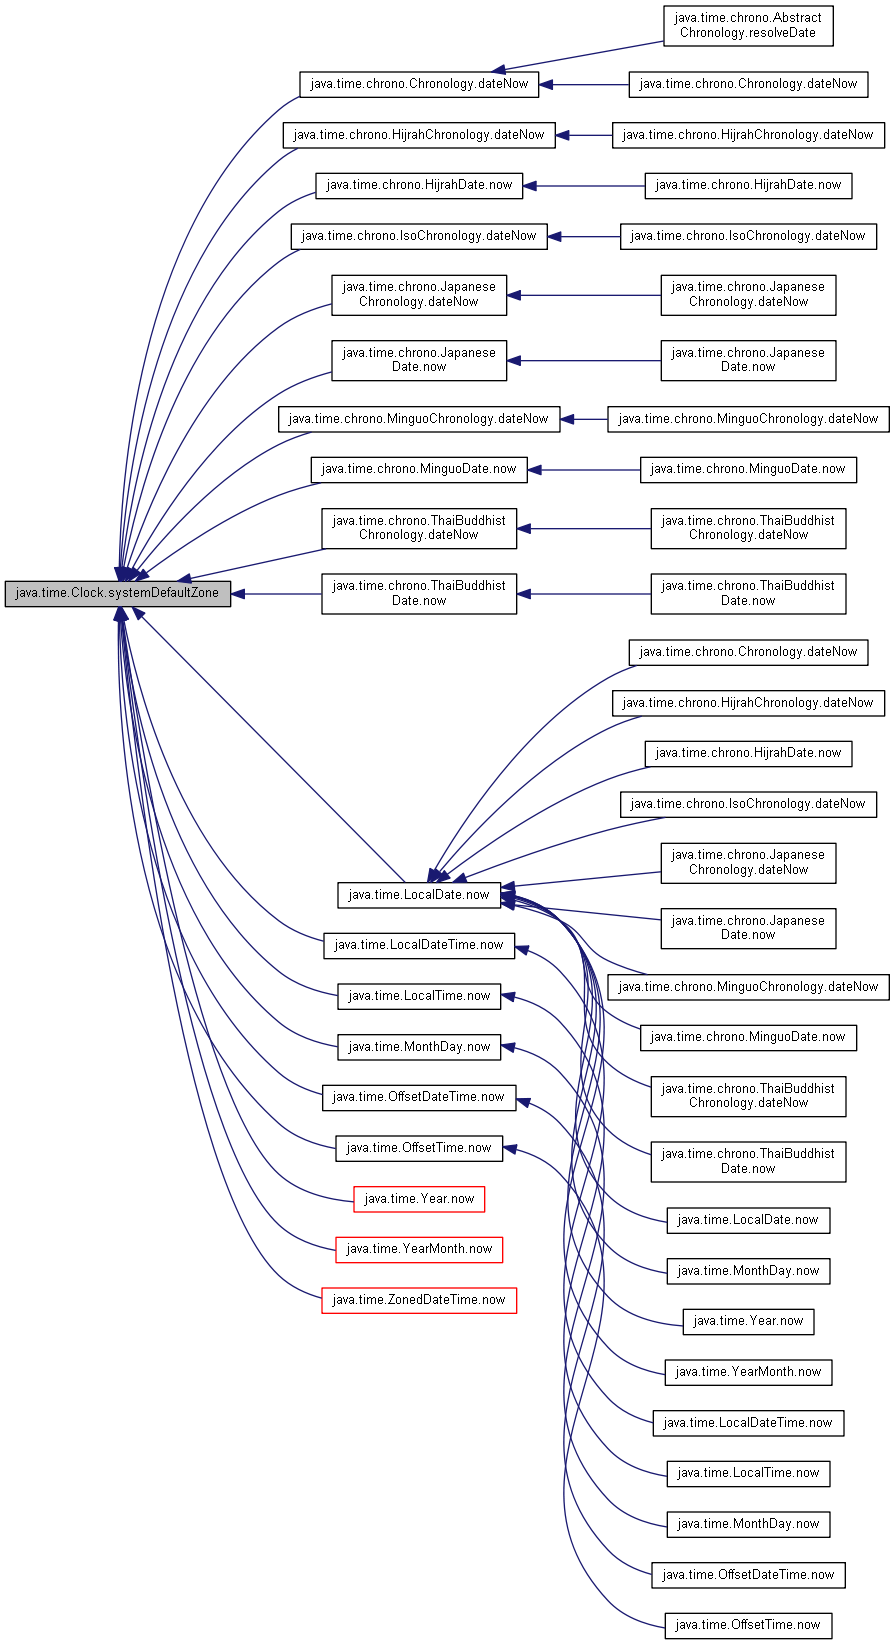 java.time.chrono.Abstract
Chronology.resolveDate
java.time.chrono.Chronology.dateNow
java.time.chrono.Chronology.dateNow
java.time.chrono.HijrahChronology.dateNow
java.time.chrono.HijrahChronology.dateNow
java.time.chrono.HijrahDate.now
java.time.chrono.HijrahDate.now
java.time.chrono.IsoChronology.dateNow
java.time.chrono.IsoChronology.dateNow
java.time.chrono.Japanese
Chronology.dateNow
java.time.chrono.Japanese
Chronology.dateNow
java.time.chrono.Japanese
Date.now
java.time.chrono.Japanese
Date.now
java.time.chrono.MinguoChronology.dateNow
java.time.chrono.MinguoChronology.dateNow
java.time.chrono.MinguoDate.now
java.time.chrono.MinguoDate.now
java.time.chrono.ThaiBuddhist
Chronology.dateNow
java.time.chrono.ThaiBuddhist
Chronology.dateNow
java.time.Clock.systemDefaultZone
java.time.chrono.ThaiBuddhist
Date.now
java.time.chrono.ThaiBuddhist
Date.now
java.time.chrono.Chronology.dateNow
java.time.chrono.HijrahChronology.dateNow
java.time.chrono.HijrahDate.now
java.time.chrono.IsoChronology.dateNow
java.time.chrono.Japanese
Chronology.dateNow
java.time.LocalDate.now
java.time.chrono.Japanese
Date.now
java.time.LocalDateTime.now
java.time.chrono.MinguoChronology.dateNow
java.time.LocalTime.now
java.time.chrono.MinguoDate.now
java.time.MonthDay.now
java.time.chrono.ThaiBuddhist
Chronology.dateNow
java.time.OffsetDateTime.now
java.time.OffsetTime.now
java.time.chrono.ThaiBuddhist
Date.now
java.time.Year.now
java.time.LocalDate.now
java.time.YearMonth.now
java.time.MonthDay.now
java.time.ZonedDateTime.now
java.time.Year.now
java.time.YearMonth.now
java.time.LocalDateTime.now
java.time.LocalTime.now
java.time.MonthDay.now
java.time.OffsetDateTime.now
java.time.OffsetTime.now